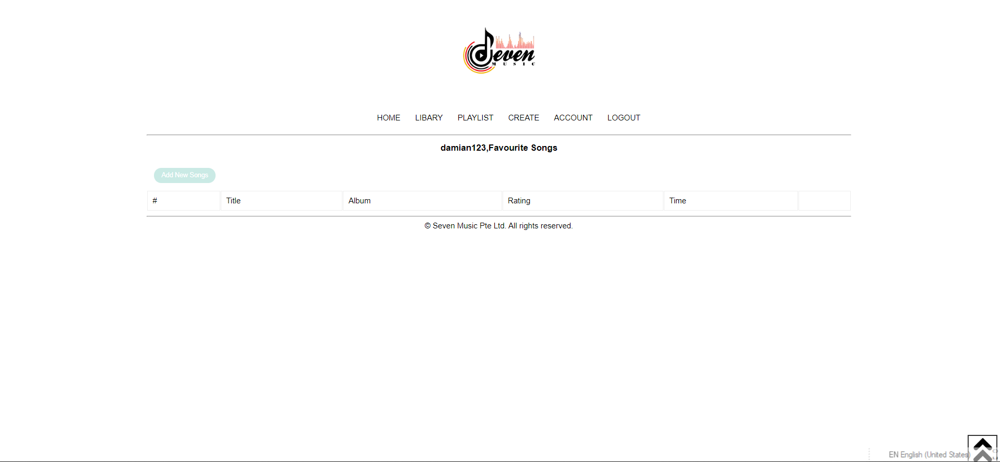 Seven
MUSIC
HOME LIBARY PLAYLIST CREATE ACCOUNT LOGOUT
damian123,Favourite Songs
Add New Songs
# Title Album Rating Time
© Seven Music Pte Ltd. All rights reserved.
EN English (United States)